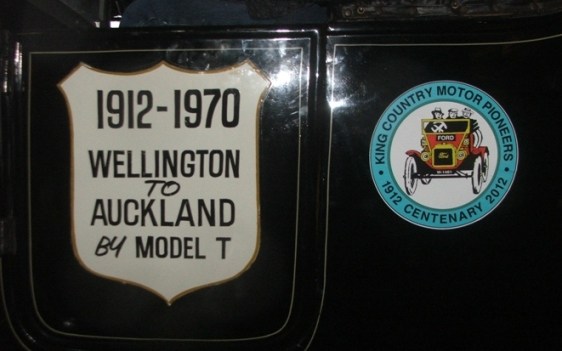 1912-1970
WELLINGTON
TO
AUCKLAND
BY MODEL T
• KING COUNTRY MOTOR PIONEERS •
1912 CENTENARY 2012
FORD